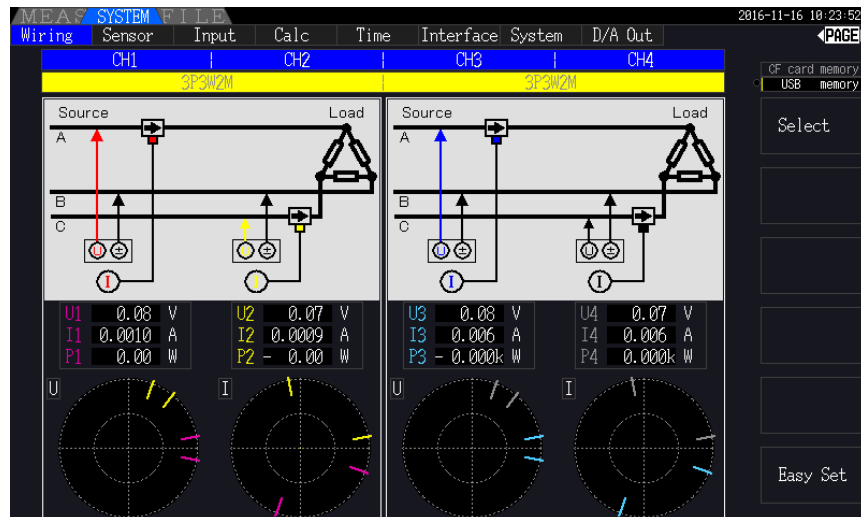 MEAS SYSTEM FILE 2016-11-16 10:23:52
Wiring Sensor Input Calc Time Interface System D/A Out PAGE
CH1 CH2 CH3 CH4
CF card memory
USB memory
3P3W2M 3P3W2M
Source Load Source Load
Select
A A
B B
C C
U ± U ± U ± U ±
I I I I
U1 0.08 V U2 0.07 V U3 0.08 V U4 0.07 V
I1 0.0010 A I2 0.0009 A I3 0.006 A I4 0.006 A
P1 0.00 W P2 - 0.00 W P3 - 0.000k W P4 0.000k W
U I U I
Easy Set